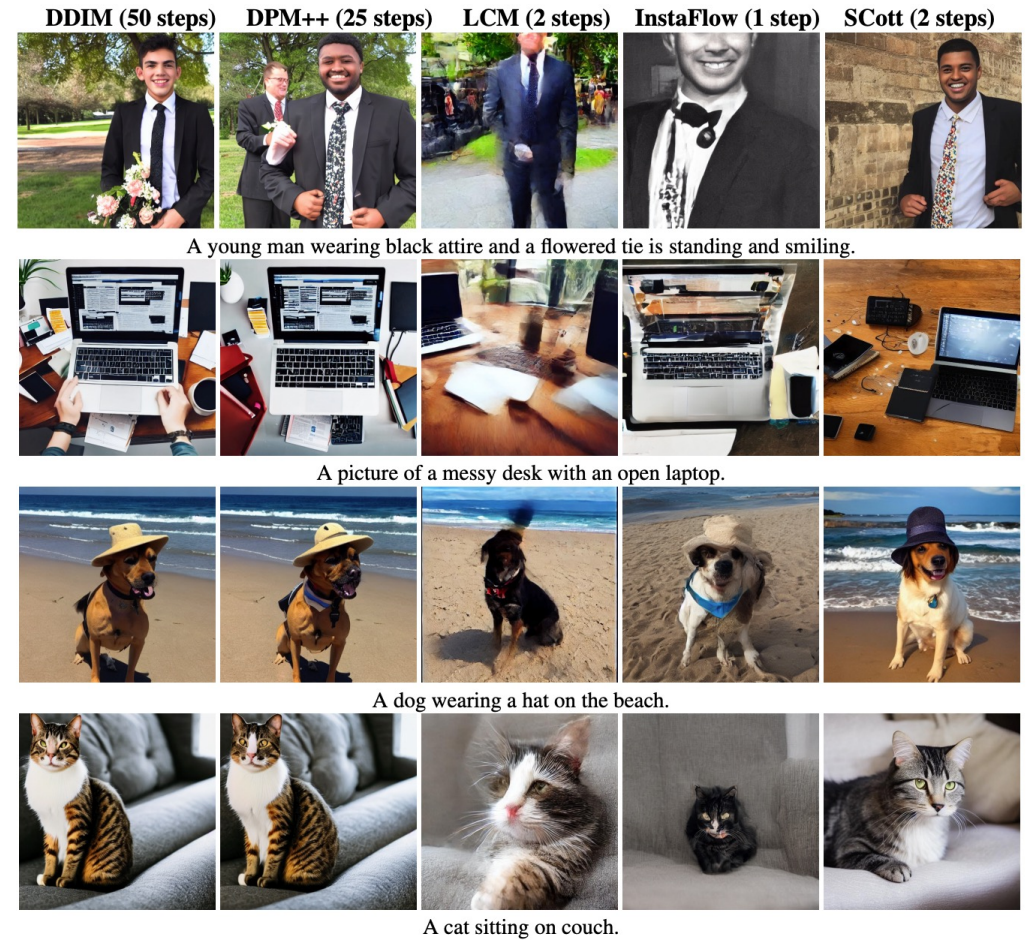 DDIM (50 steps) DPM++ (25 steps) LCM (2 steps) InstaFlow (1 step) SCott (2 steps)
A young man wearing black attire and a flowered tie is standing and smiling.
A picture of a messy desk with an open laptop.
A dog wearing a hat on the beach.
A cat sitting on couch.